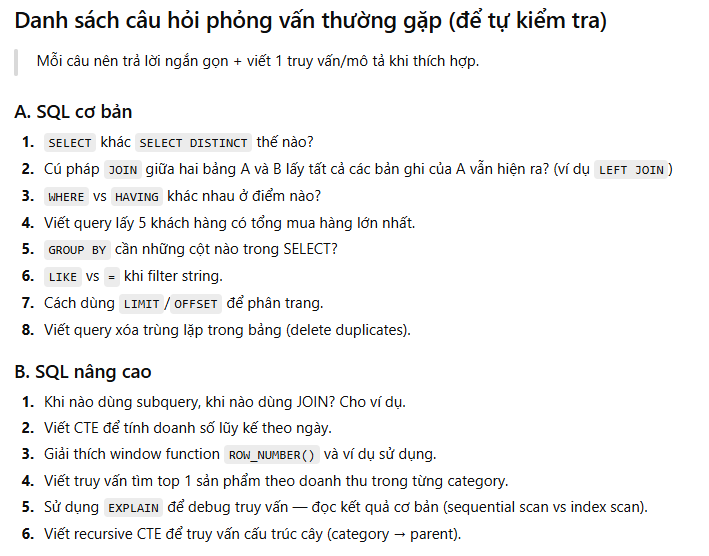 Danh sách câu hỏi phỏng vấn thường gặp (để tự kiểm tra)
Mỗi câu nên trả lời ngắn gọn + viết 1 truy vấn/mô tả khi thích hợp.
A. SQL cơ bản
1. SELECT khác SELECT DISTINCT thế nào?
2. Cú pháp JOIN giữa hai bảng A và B lấy tất cả các bản ghi của A vẫn hiện ra? (ví dụ LEFT JOIN)
3. WHERE vs HAVING khác nhau ở điểm nào?
4. Viết query lấy 5 khách hàng có tổng mua hàng lớn nhất.
5. GROUP BY cần những cột nào trong SELECT?
6. LIKE vs = khi filter string.
7. Cách dùng LIMIT/OFFSET để phân trang.
8. Viết query xóa trùng lặp trong bảng (delete duplicates).
B. SQL nâng cao
1. Khi nào dùng subquery, khi nào dùng JOIN? Cho ví dụ.
2. Viết CTE để tính doanh số lũy kế theo ngày.
3. Giải thích window function ROW_NUMBER() và ví dụ sử dụng.
4. Viết truy vấn tìm top 1 sản phẩm theo doanh thu trong từng category.
5. Sử dụng EXPLAIN để debug truy vấn — đọc kết quả cơ bản (sequential scan vs index scan).
6. Viết recursive CTE để truy vấn cấu trúc cây (category → parent).